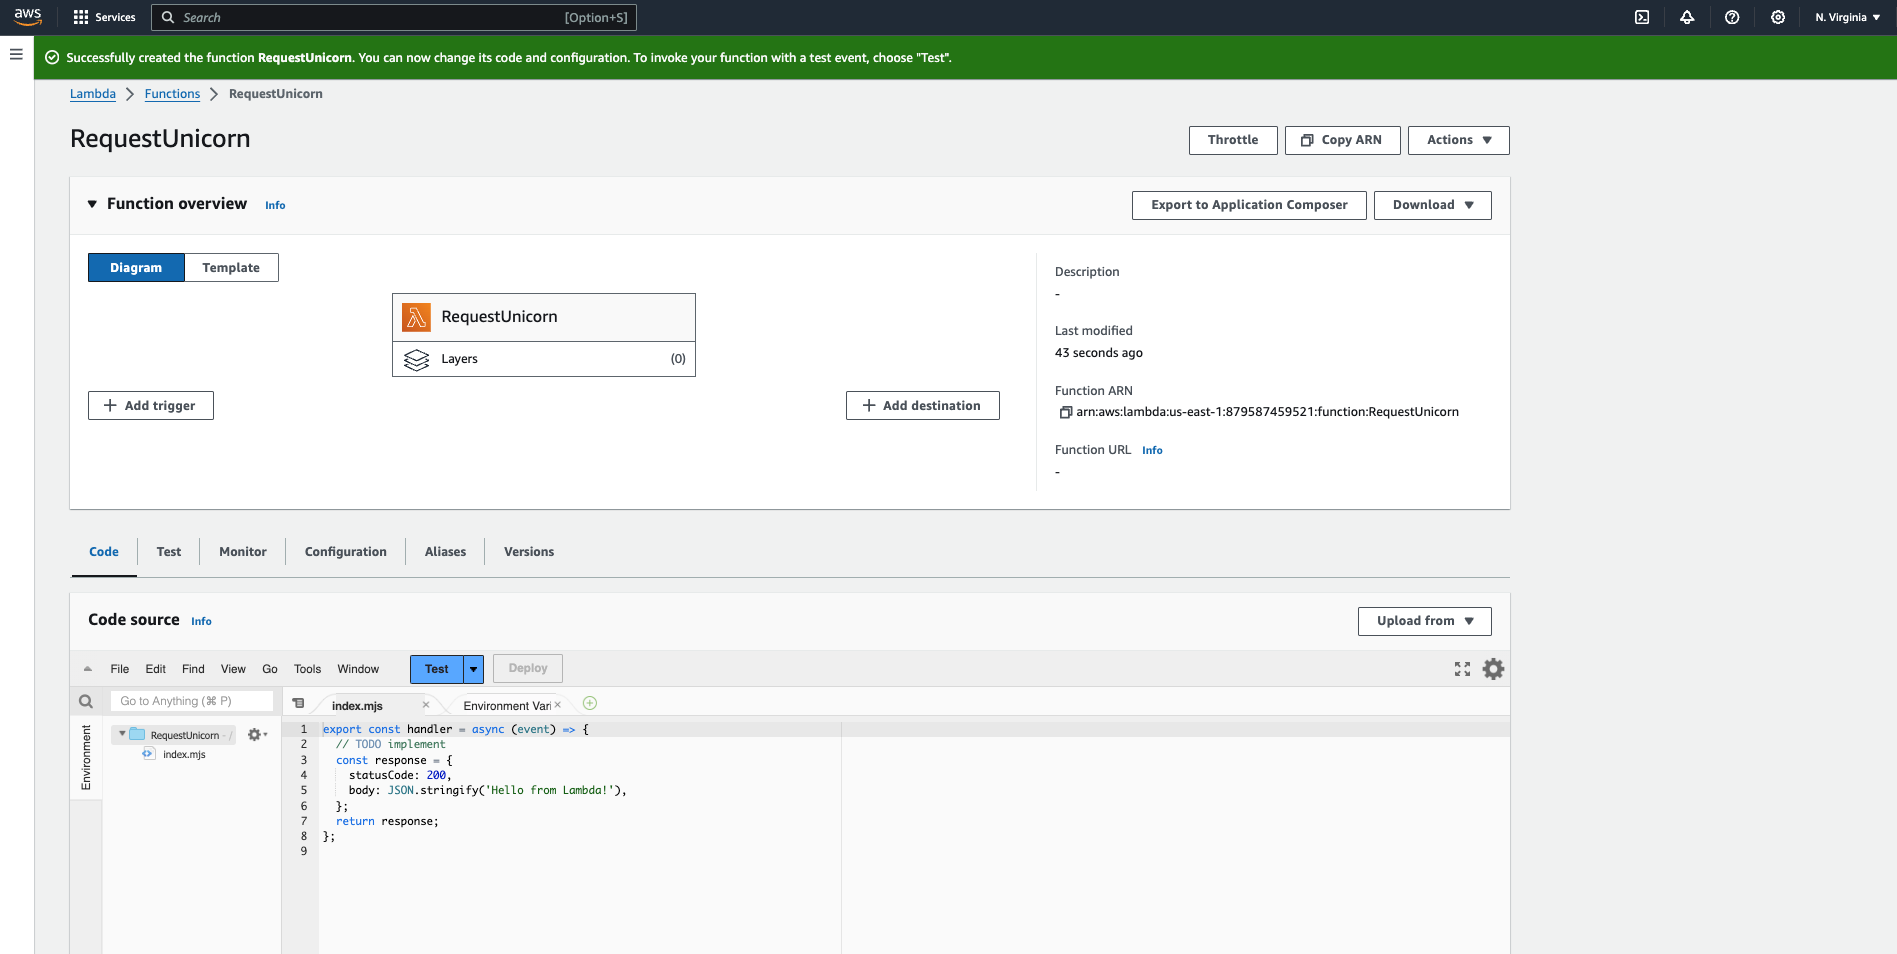 aws Services Search [Option+S] N. Virginia
Successfully created the function RequestUnicorn. You can now change its code and configuration. To invoke your function with a test event, choose "Test".
Lambda Functions RequestUnicorn
RequestUnicorn
Throttle Copy ARN Actions
Function overview Info
Export to Application Composer Download
Diagram Template
RequestUnicorn
Layers (0)
Add trigger
Add destination
Description
-
Last modified
43 seconds ago
Function ARN
arn:aws:lambda:us-east-1:879587459521:function:RequestUnicorn
Function URL Info
-
Code Test Monitor Configuration Aliases Versions
Code source Info
Upload from
File Edit Find View Go Tools Window Test Deploy
Go to Anything (⌘ P)
index.mjs × Environment Vari ×
Environment
RequestUnicorn - /
index.mjs
1 export const handler = async (event) => {
2 // TODO implement
3 const response = {
4 statusCode: 200,
5 body: JSON.stringify('Hello from Lambda!'),
6 };
7 return response;
8 };
9